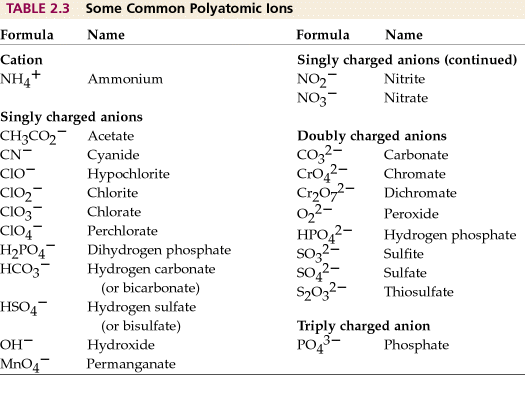 TABLE 2.3 Some Common Polyatomic Ions
Formula Name
Cation
NH₄⁺ Ammonium
Singly charged anions
CH₃CO₂⁻ Acetate
CN⁻ Cyanide
ClO⁻ Hypochlorite
ClO₂⁻ Chlorite
ClO₃⁻ Chlorate
ClO₄⁻ Perchlorate
H₂PO₄⁻ Dihydrogen phosphate
HCO₃⁻ Hydrogen carbonate
(or bicarbonate)
HSO₄⁻ Hydrogen sulfate
(or bisulfate)
OH⁻ Hydroxide
MnO₄⁻ Permanganate
Formula Name
Singly charged anions (continued)
NO₂⁻ Nitrite
NO₃⁻ Nitrate
Doubly charged anions
CO₃²⁻ Carbonate
CrO₄²⁻ Chromate
Cr₂O₇²⁻ Dichromate
O₂²⁻ Peroxide
HPO₄²⁻ Hydrogen phosphate
SO₃²⁻ Sulfite
SO₄²⁻ Sulfate
S₂O₃²⁻ Thiosulfate
Triply charged anion
PO₄³⁻ Phosphate